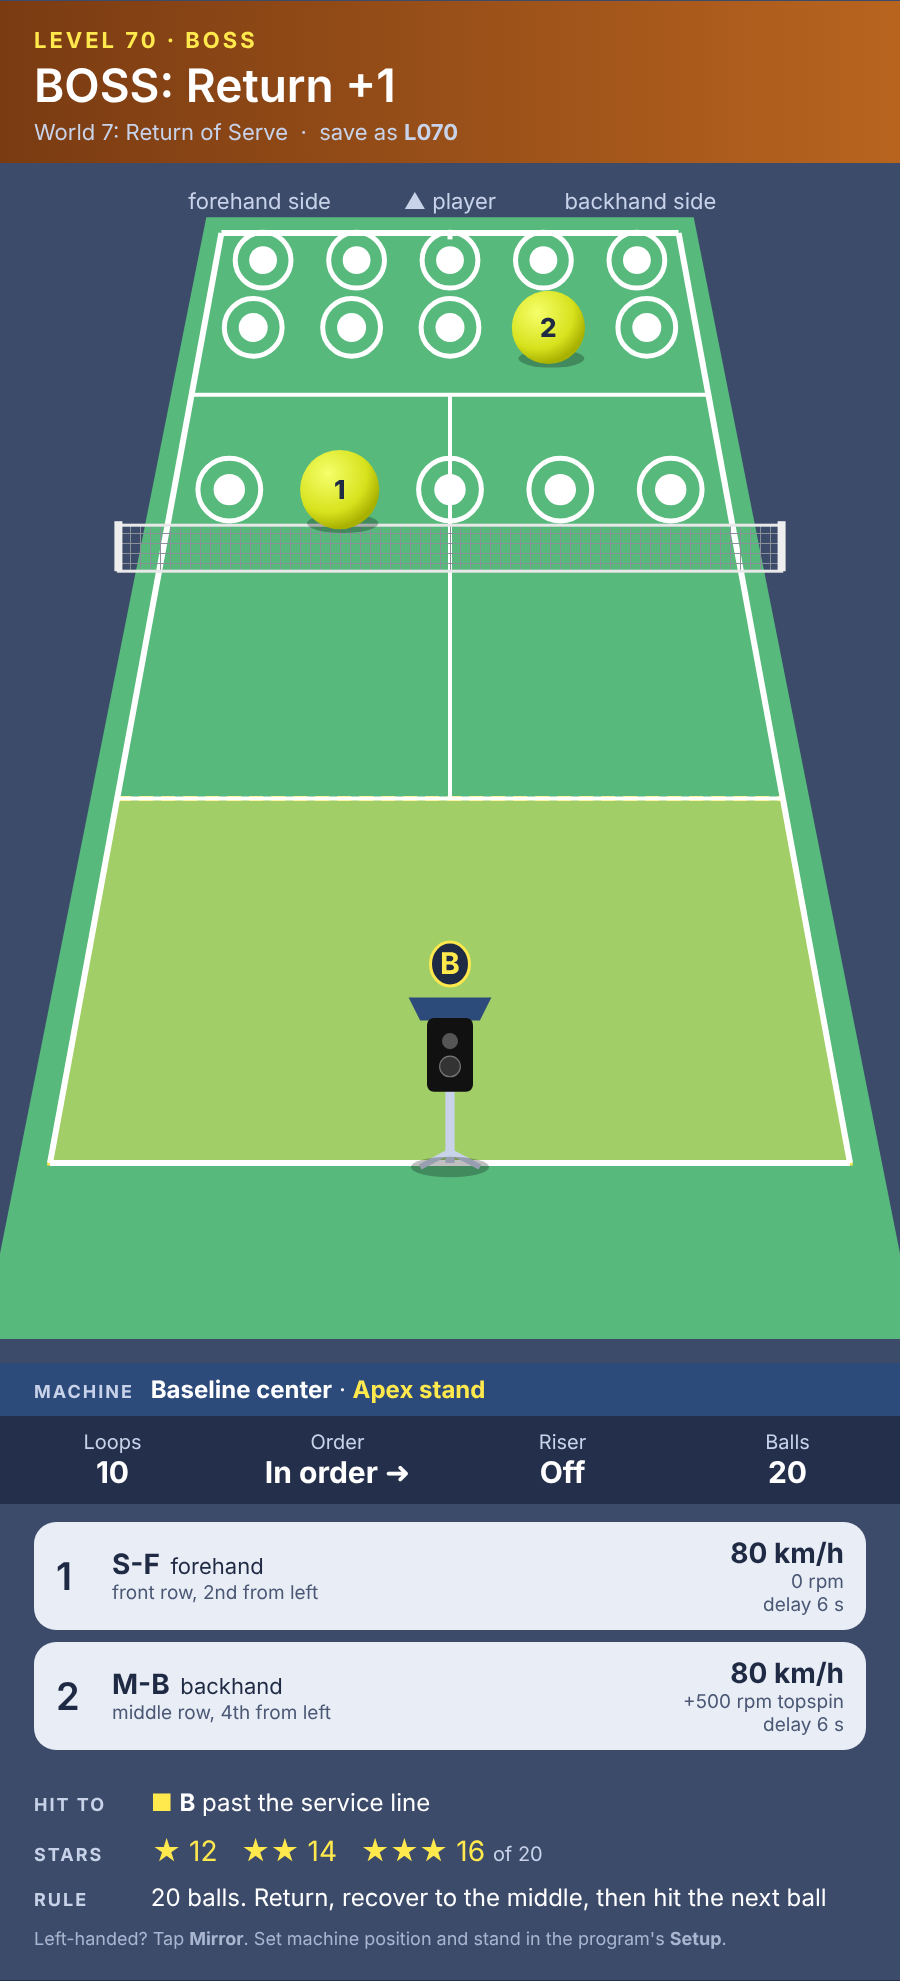 LEVEL 70 · BOSS
BOSS: Return +1
World 7: Return of Serve · save as L070
forehand side ▲ player backhand side
2
1
B
MACHINE Baseline center · Apex stand
Loops Order Riser Balls
10 In order → Off 20
1 S-F forehand 80 km/h
front row, 2nd from left 0 rpm
delay 6 s
2 M-B backhand 80 km/h
middle row, 4th from left +500 rpm topspin
delay 6 s
HIT TO ■ B past the service line
STARS ★ 12 ★★ 14 ★★★ 16 of 20
RULE 20 balls. Return, recover to the middle, then hit the next ball
Left-handed? Tap Mirror. Set machine position and stand in the program's Setup.